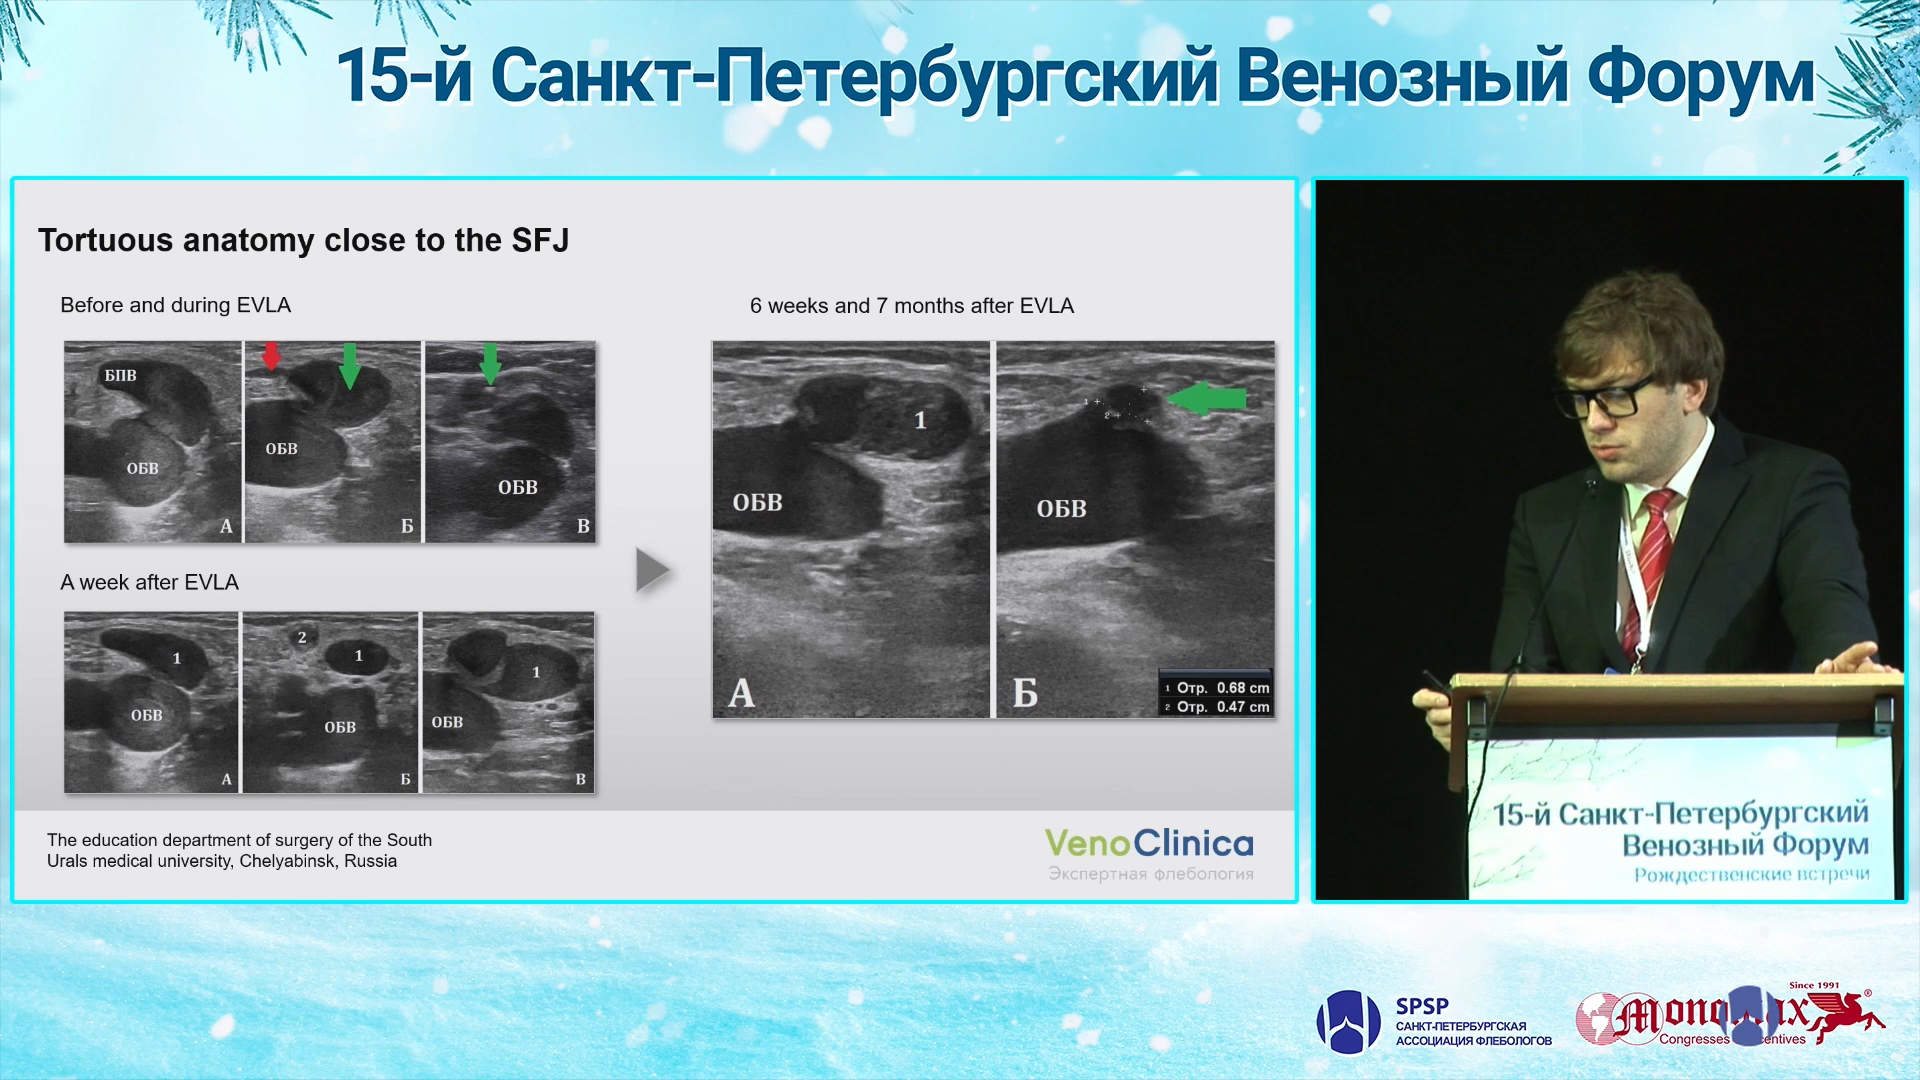 15-й Санкт-Петербургский Венозный Форум
Tortuous anatomy close to the SFJ
Before and during EVLA
БПВ
ОБВ
А
ОБВ
Б
ОБВ
В
A week after EVLA
1
ОБВ
А
2
1
ОБВ
Б
1
ОБВ
В
6 weeks and 7 months after EVLA
1
ОБВ
А
1
2
ОБВ
Б
1 Отр. 0.68 cm
2 Отр. 0.47 cm
The education department of surgery of the South
Urals medical university, Chelyabinsk, Russia
VenoClinica
Экспертная флебология
15-й Санкт-Петербургский
Венозный Форум
Рождественские встречи
SPSP
САНКТ-ПЕТЕРБУРГСКАЯ
АССОЦИАЦИЯ ФЛЕБОЛОГОВ
Since 1991
Congresses